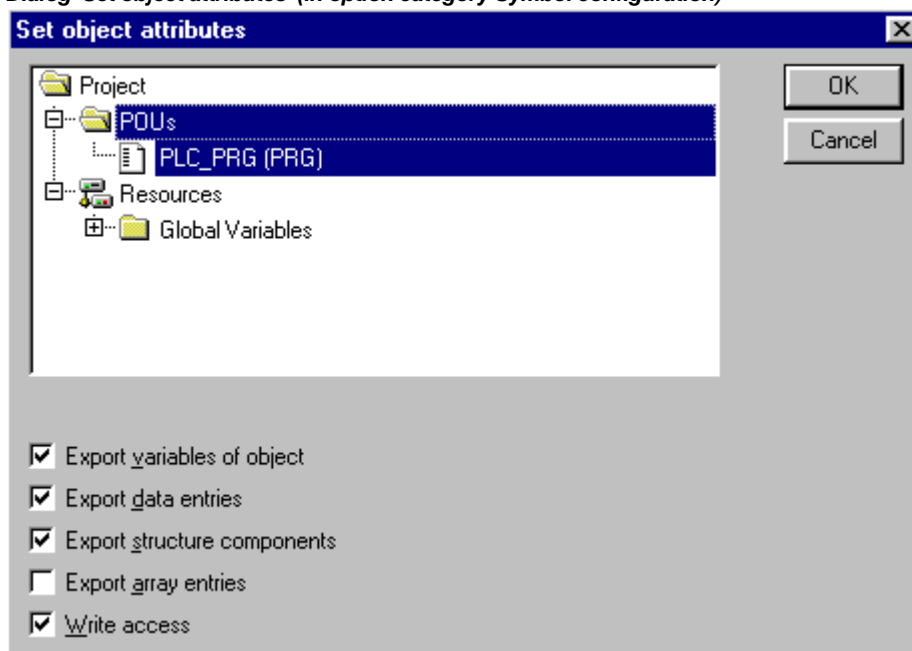 Dialog 'Set object attributes' (in option category Symbol configuration)
Set object attributes
Project
OK
POUs
Cancel
PLC_PRG (PRG)
Resources
Global Variables
Export variables of object
Export data entries
Export structure components
Export array entries
Write access